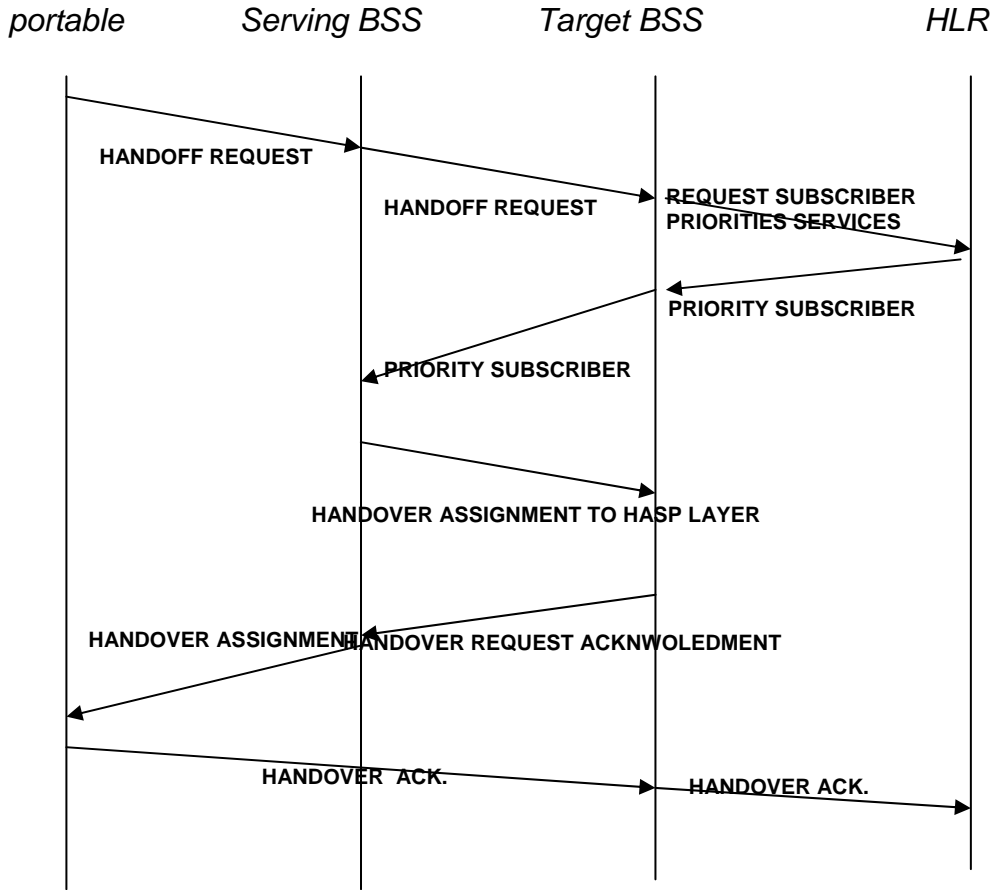 portable Serving BSS Target BSS HLR
HANDOFF REQUEST
HANDOFF REQUEST
REQUEST SUBSCRIBER
PRIORITIES SERVICES
PRIORITY SUBSCRIBER
PRIORITY SUBSCRIBER
HANDOVER ASSIGNMENT TO HASP LAYER
HANDOVER ASSIGNMENT
HANDOVER REQUEST ACKNWOLEDMENT
HANDOVER ACK.
HANDOVER ACK.